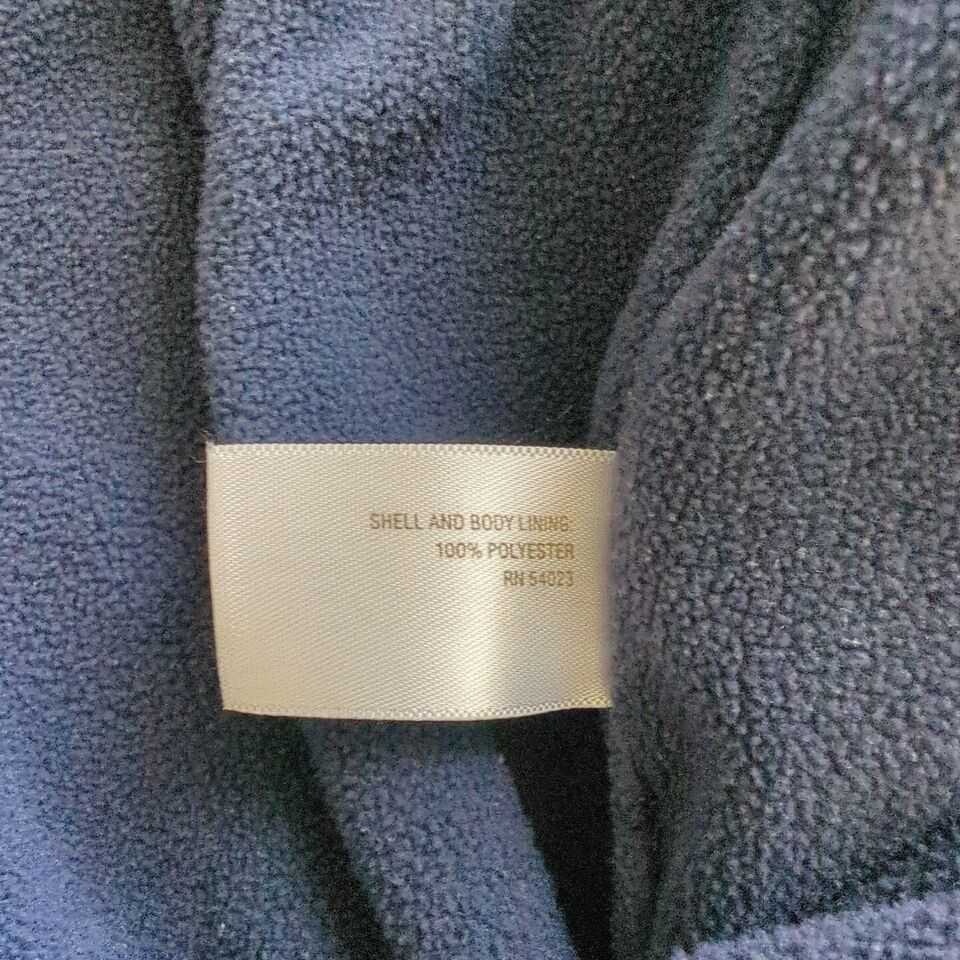 SHELL AND BODY LINING:
100% POLYESTER
RN 54023